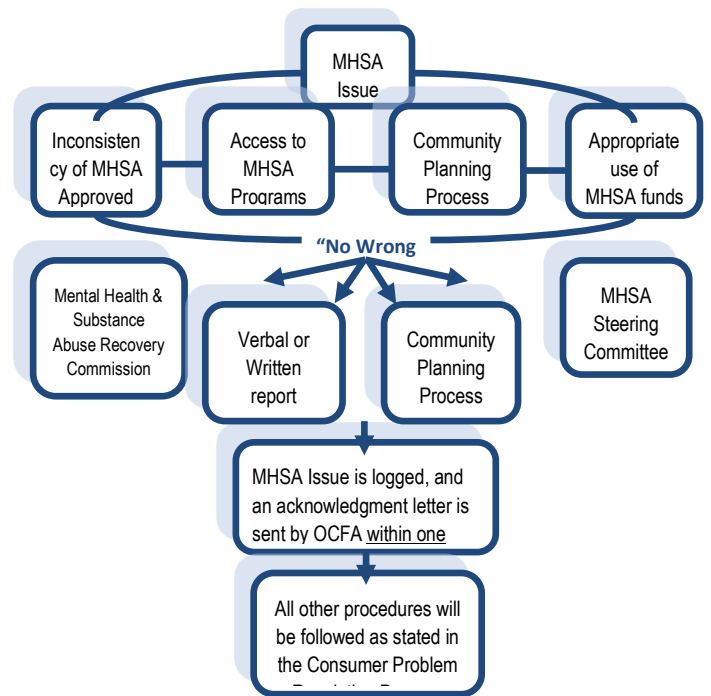 MHSA
Issue
Inconsisten
cy of MHSA
Approved
Access to
MHSA
Programs
Community
Planning
Process
Appropriate
use of
MHSA funds
“No Wrong
Mental Health &
Substance
Abuse Recovery
Commission
Verbal or
Written
report
Community
Planning
Process
MHSA
Steering
Committee
MHSA Issue is logged, and
an acknowledgment letter is
sent by OCFA within one
All other procedures will
be followed as stated in
the Consumer Problem